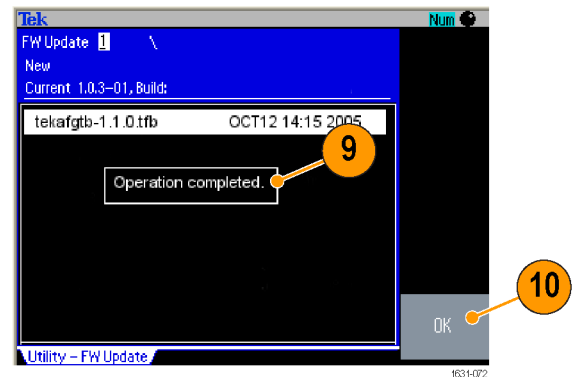 Tek Num
FW Update 1 \
New
Current 1.0.3–01, Build:
tekafgtb-1.1.0.tfb OCT12 14:15 2005
9
Operation completed.
10
OK
Utility – FW Update
1631-072